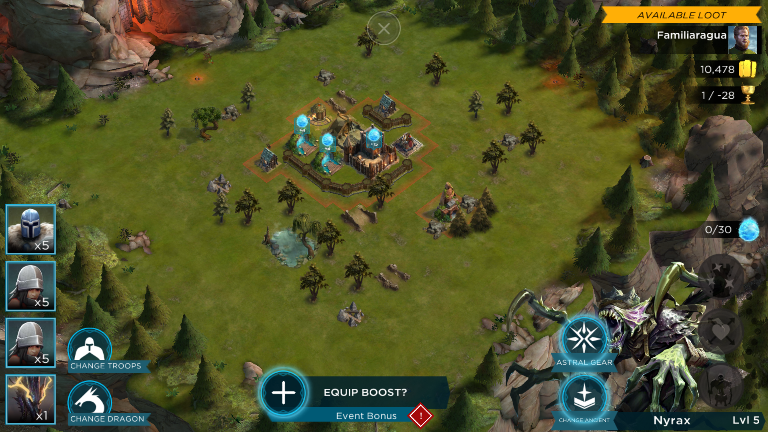 AVAILABLE LOOT
Familiaragua
10,478
1 / -28
0/30
x5
x5
x5
x1
CHANGE TROOPS
CHANGE DRAGON
EQUIP BOOST?
Event Bonus
!
ASTRAL GEAR
CHANGE ANCIENT
Nyrax
Lvl 5